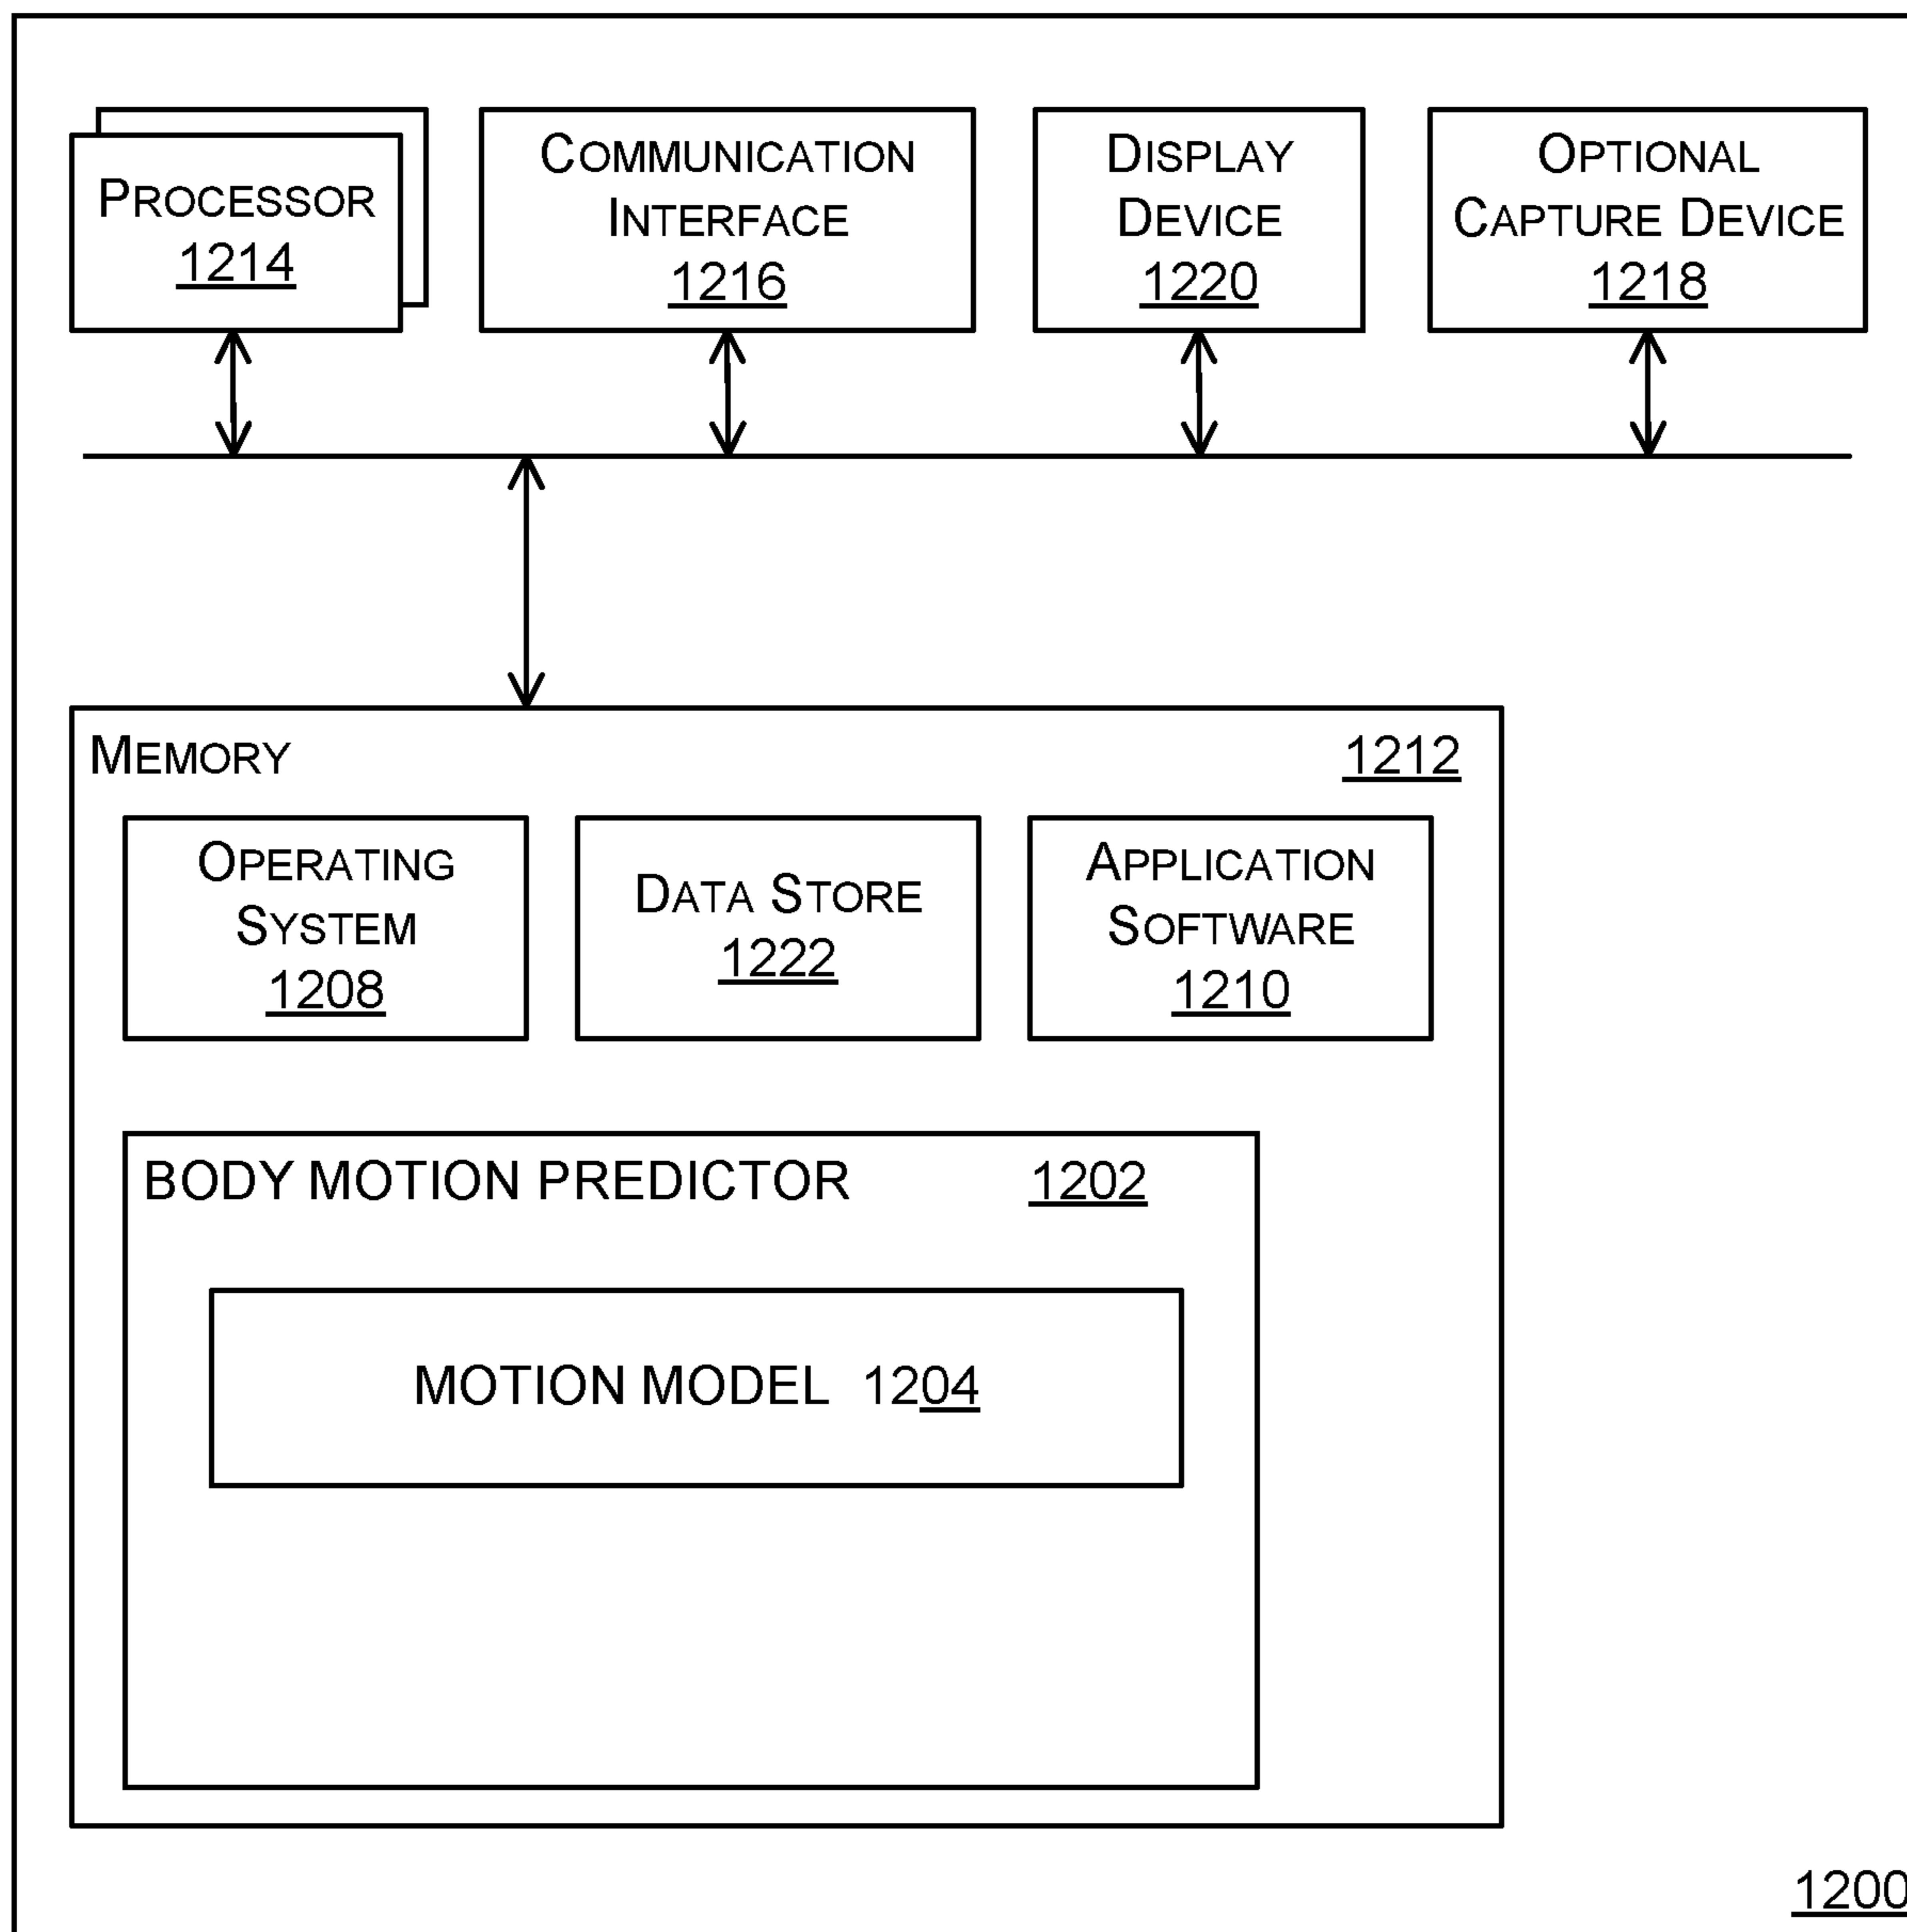 PROCESSOR
1214
COMMUNICATION
INTERFACE
1216
DISPLAY
DEVICE
1220
OPTIONAL
CAPTURE DEVICE
1218
MEMORY
1212
OPERATING
SYSTEM
1208
DATA STORE
1222
APPLICATION
SOFTWARE
1210
BODY MOTION PREDICTOR
1202
MOTION MODEL 1204
1200